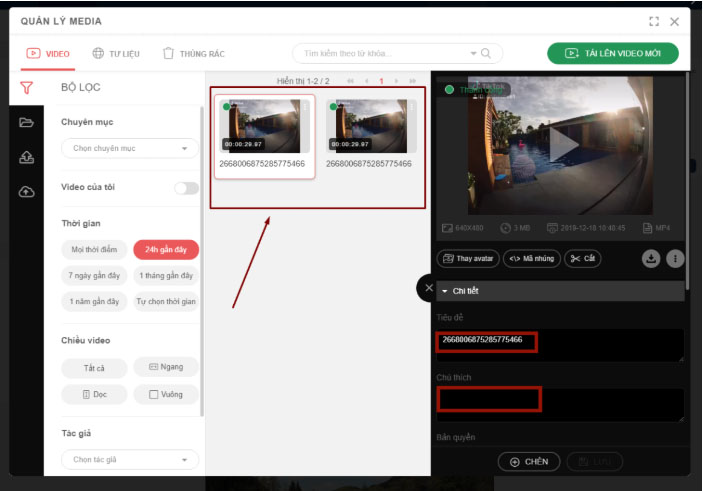 QUẢN LÝ MEDIA
VIDEO
TƯ LIỆU
THÙNG RÁC
Tìm kiếm theo từ khóa...
TẢI LÊN VIDEO MỚI
BỘ LỌC
Chuyên mục
Chọn chuyên mục
Video của tôi
Thời gian
Mọi thời điểm
24h gần đây
7 ngày gần đây
1 tháng gần đây
1 năm gần đây
Tự chọn thời gian
Chiều video
Tất cả
Ngang
Dọc
Vuông
Tác giả
Chọn tác giả
Hiển thị 1-2 / 2
1
00:00:29.97
00:00:29.97
2668006875285775466
2668006875285775466
Thành công
TikTok
640X480
3 MB
2019-12-18 10:40:45
MP4
Thay avatar
<\> Mã nhúng
Cắt
Chi tiết
Tiêu đề
2668006875285775466
Chú thích
Bản quyền
CHÈN
LƯU